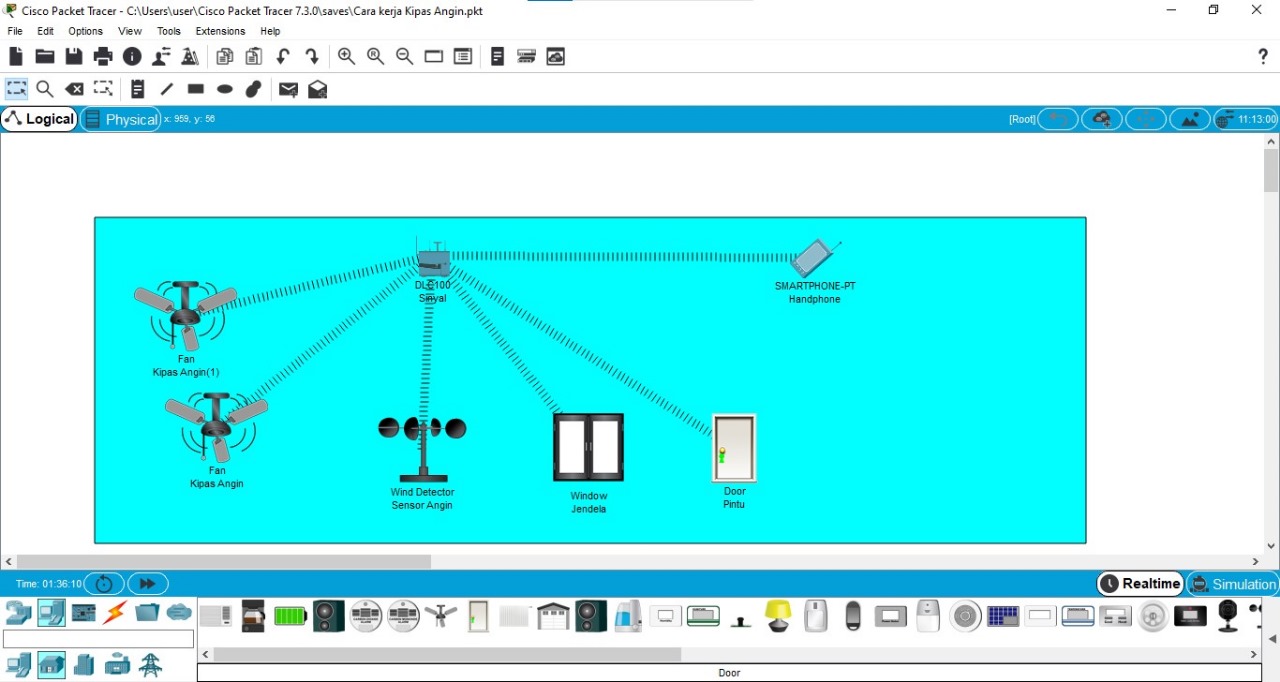 Cisco Packet Tracer - C:\Users\user\Cisco Packet Tracer 7.3.0\saves\Cara kerja Kipas Angin.pkt
File Edit Options View Tools Extensions Help
Logical Physical x: 959, y: 56 [Root] 11:13:00
DLC100
Sinyal
SMARTPHONE-PT
Handphone
Fan
Kipas Angin(1)
Fan
Kipas Angin
Wind Detector
Sensor Angin
Window
Jendela
Door
Pintu
Time: 01:36:10 Realtime Simulation
Door